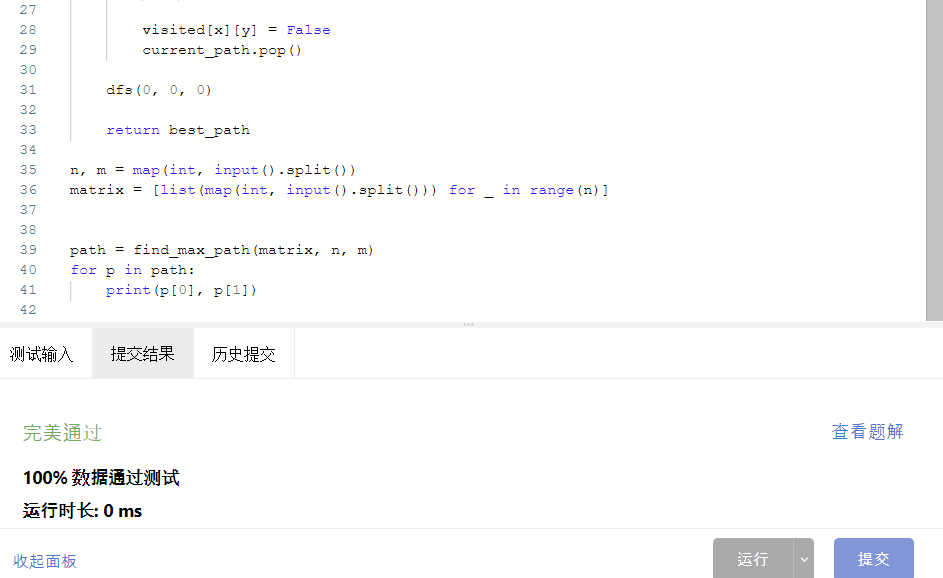 27
28 visited[x][y] = False
29 current_path.pop()
30
31 dfs(0, 0, 0)
32
33 return best_path
34
35 n, m = map(int, input().split())
36 matrix = [list(map(int, input().split())) for _ in range(n)]
37
38
39 path = find_max_path(matrix, n, m)
40 for p in path:
41 print(p[0], p[1])
42
测试输入 提交结果 历史提交
完美通过 查看题解
100% 数据通过测试
运行时长: 0 ms
收起面板 运行 提交